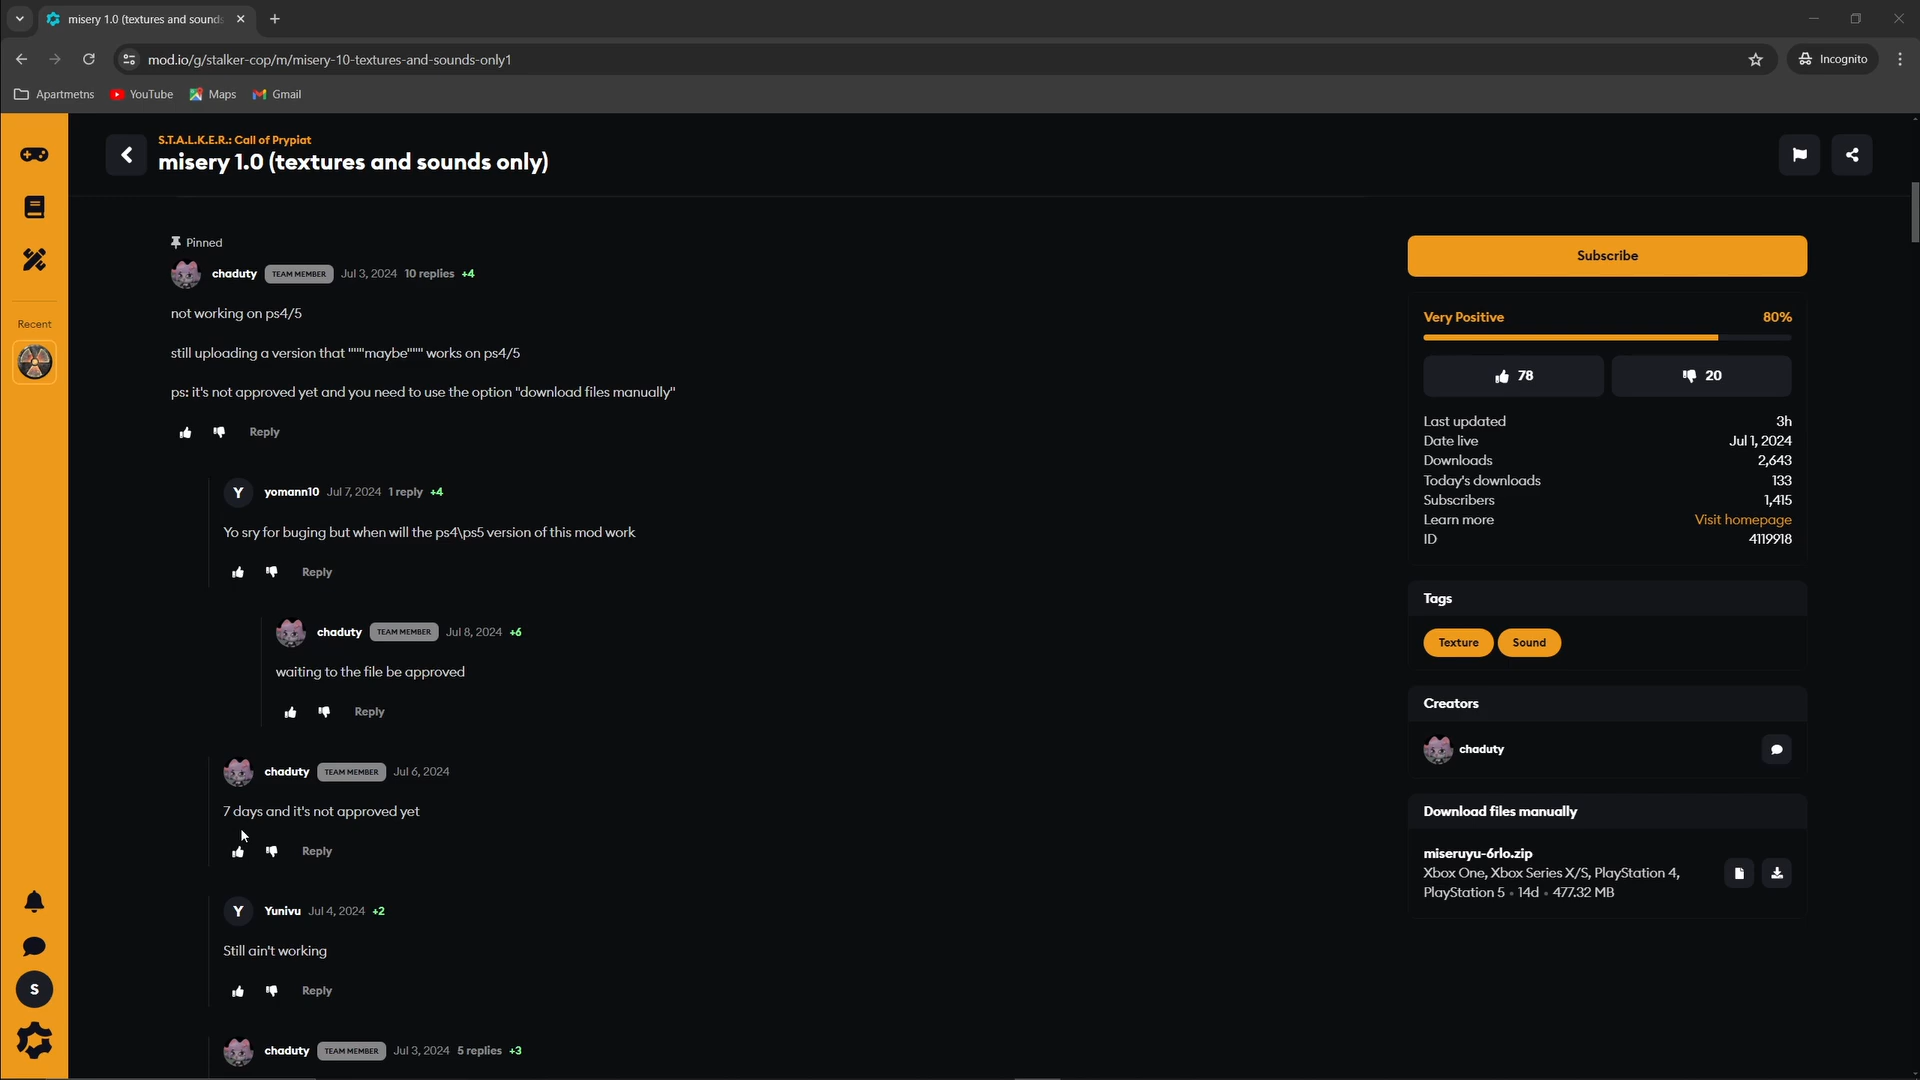 misery 1.0 (textures and sounds
mod.io/g/stalker-cop/m/misery-10-textures-and-sounds-only1
Incognito
Apartmetns
YouTube
Maps
Gmail
S.T.A.L.K.E.R.: Call of Prypiat
misery 1.0 (textures and sounds only)
Recent
S
Pinned
chaduty TEAM MEMBER Jul 3, 2024 10 replies +4
not working on ps4/5
still uploading a version that """maybe""" works on ps4/5
ps: it's not approved yet and you need to use the option "download files manually"
Reply
Y yomann10 Jul 7, 2024 1 reply +4
Yo sry for buging but when will the ps4\ps5 version of this mod work
Reply
chaduty TEAM MEMBER Jul 8, 2024 +6
waiting to the file be approved
Reply
chaduty TEAM MEMBER Jul 6, 2024
7 days and it's not approved yet
Reply
Y Yunivu Jul 4, 2024 +2
Still ain't working
Reply
chaduty TEAM MEMBER Jul 3, 2024 5 replies +3
Subscribe
Very Positive 80%
78 20
Last updated 3h
Date live Jul 1, 2024
Downloads 2,643
Today's downloads 133
Subscribers 1,415
Learn more Visit homepage
ID 4119918
Tags
Texture Sound
Creators
chaduty
Download files manually
miseruyu-6rlo.zip
Xbox One, Xbox Series X/S, PlayStation 4,
PlayStation 5 • 14d • 477.32 MB